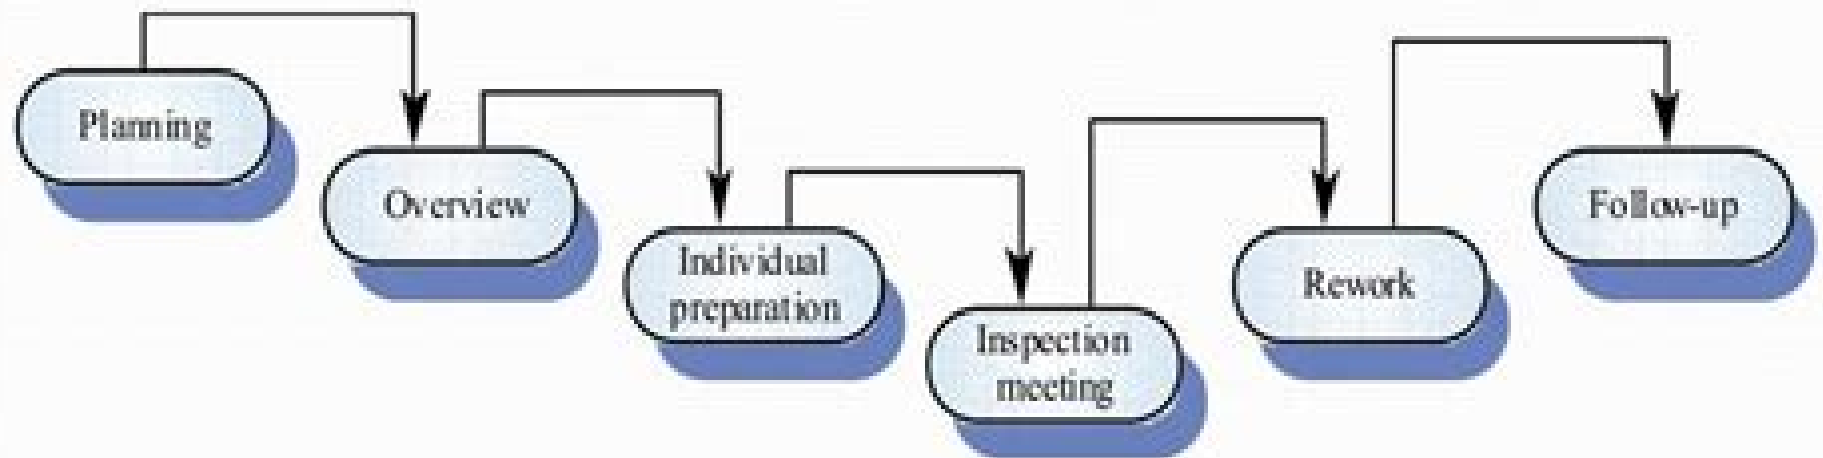 Planning
Overview
Individual
preparation
Inspection
meeting
Rework
Follow-up